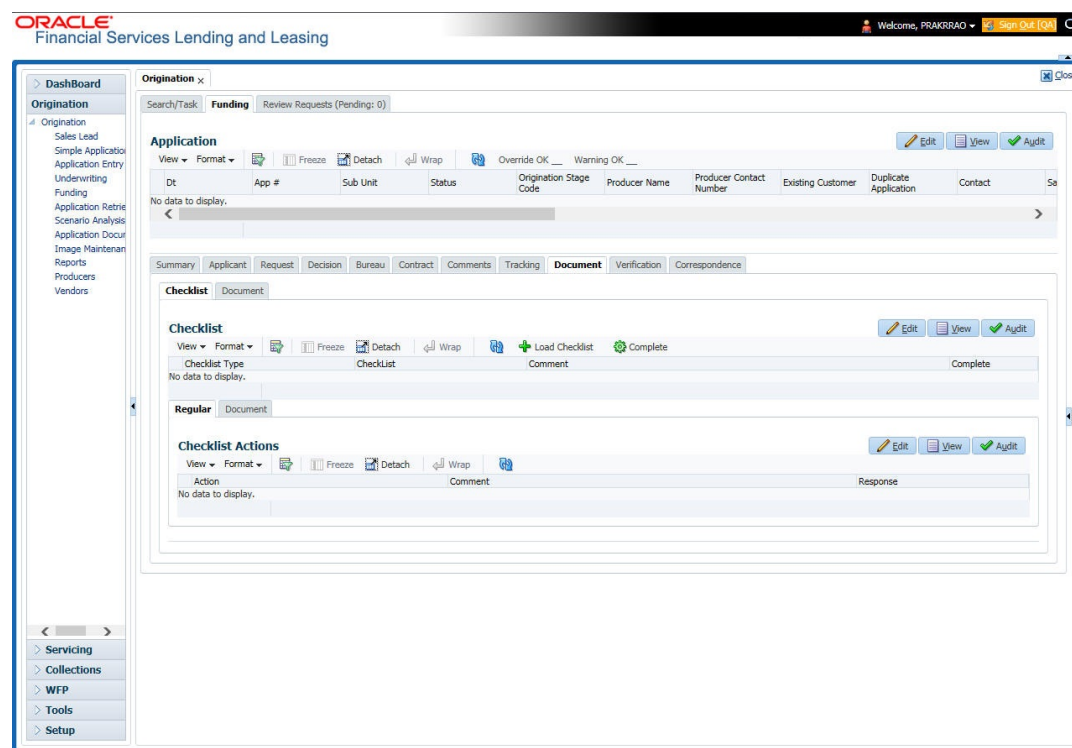 ORACLE®
Financial Services Lending and Leasing
Welcome, PRAKRRAO Sign Out [QA]
DashBoard
Origination
Origination
Sales Lead
Simple Application
Application Entry
Underwriting
Funding
Application Retrie
Scenario Analysis
Application Docum
Image Maintenan
Reports
Producers
Vendors
Servicing
Collections
WFP
Tools
Setup
Origination x
Clos
Search/Task Funding Review Requests (Pending: 0)
Application
Edit View Audit
View Format Freeze Detach Wrap Override OK __ Warning OK __
Dt App # Sub Unit Status Origination Stage Code Producer Name Producer Contact Number Existing Customer Duplicate Application Contact Sa
No data to display.
Summary Applicant Request Decision Bureau Contract Comments Tracking Document Verification Correspondence
Checklist Document
Checklist
Edit View Audit
View Format Freeze Detach Wrap Load Checklist Complete
Checklist Type CheckList Comment Complete
No data to display.
Regular Document
Checklist Actions
Edit View Audit
View Format Freeze Detach Wrap
Action Comment Response
No data to display.